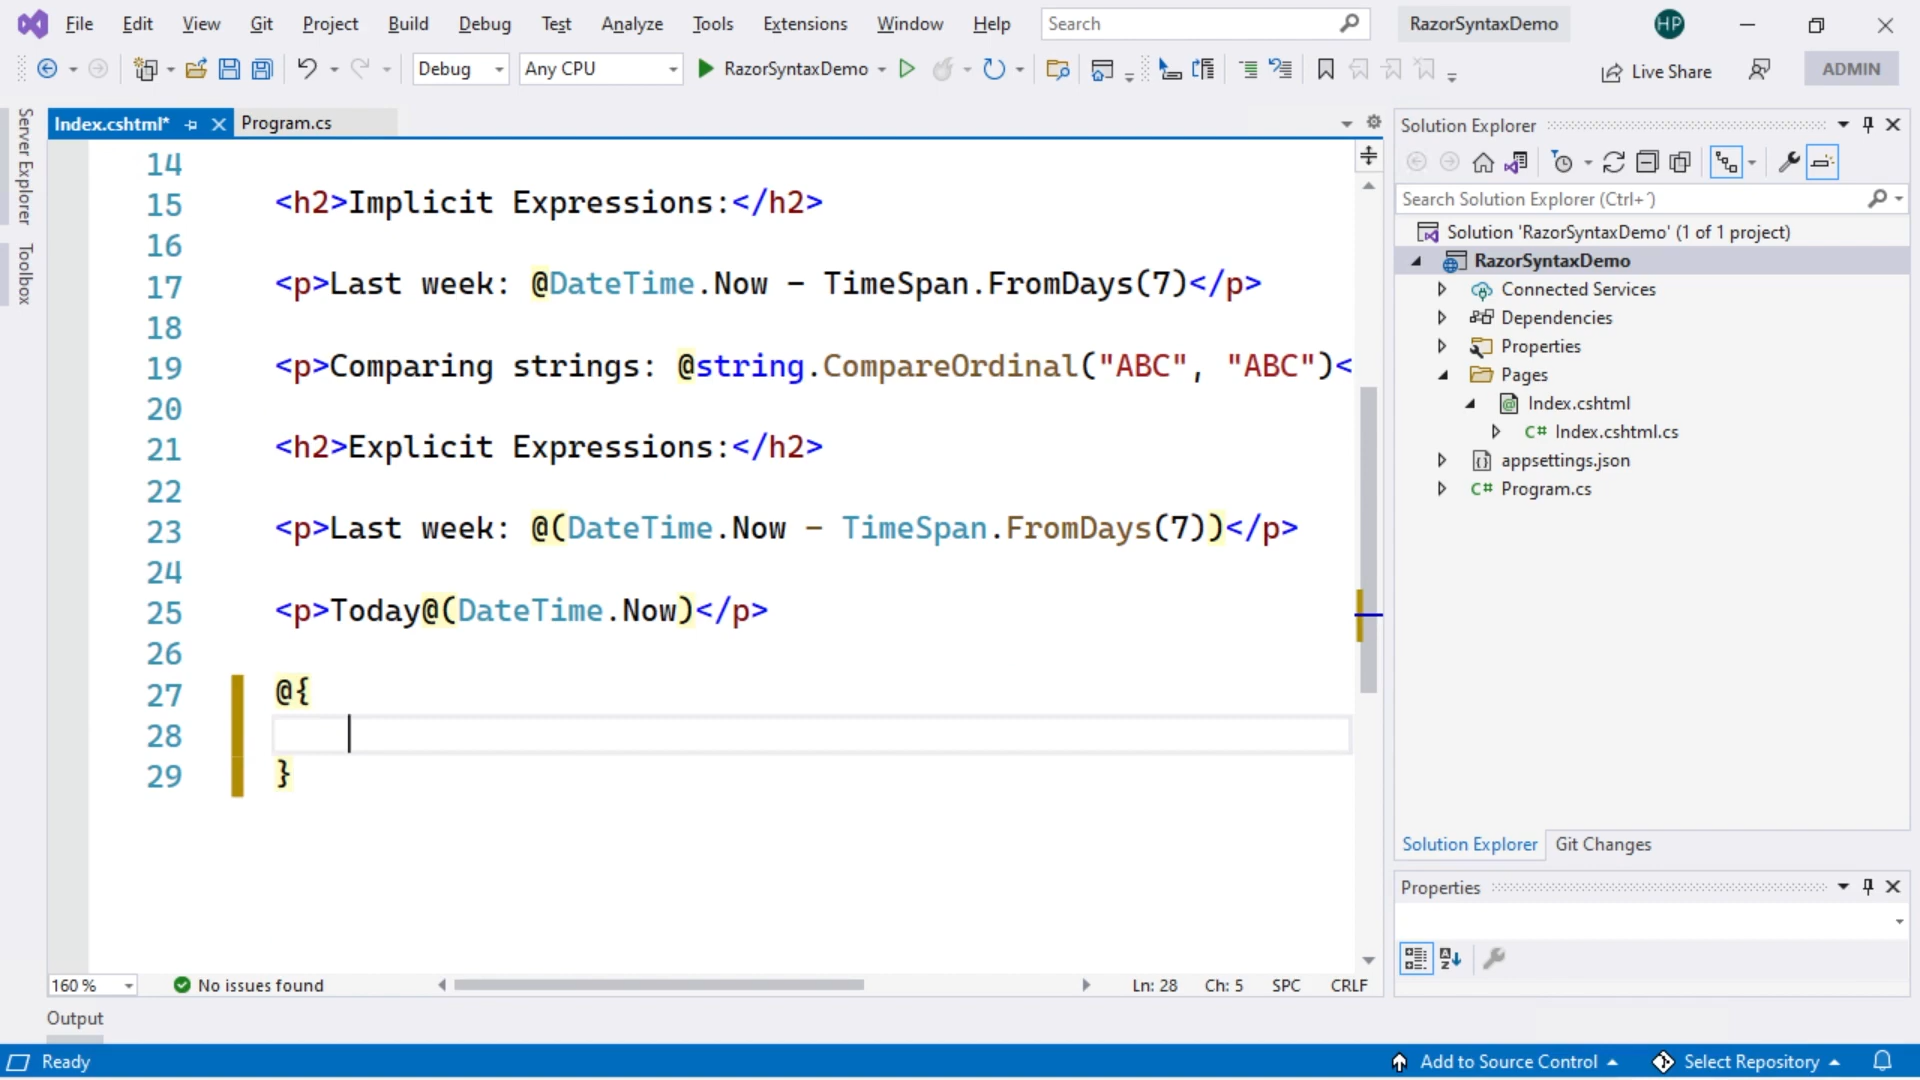 File Edit View Git Project Build Debug Test Analyze Tools Extensions Window Help Search RazorSyntaxDemo HP
Debug Any CPU RazorSyntaxDemo Live Share ADMIN
Server Explorer
Toolbox
Index.cshtml* Program.cs
14
15 <h2>Implicit Expressions:</h2>
16
17 <p>Last week: @DateTime.Now - TimeSpan.FromDays(7)</p>
18
19 <p>Comparing strings: @string.CompareOrdinal("ABC", "ABC")<
20
21 <h2>Explicit Expressions:</h2>
22
23 <p>Last week: @(DateTime.Now - TimeSpan.FromDays(7))</p>
24
25 <p>Today@(DateTime.Now)</p>
26
27 @{
28
29 }
160 % No issues found Ln: 28 Ch: 5 SPC CRLF
Output
Solution Explorer
Search Solution Explorer (Ctrl+´)
Solution 'RazorSyntaxDemo' (1 of 1 project)
RazorSyntaxDemo
Connected Services
Dependencies
Properties
Pages
Index.cshtml
C# Index.cshtml.cs
appsettings.json
C# Program.cs
Solution Explorer Git Changes
Properties
Ready Add to Source Control Select Repository